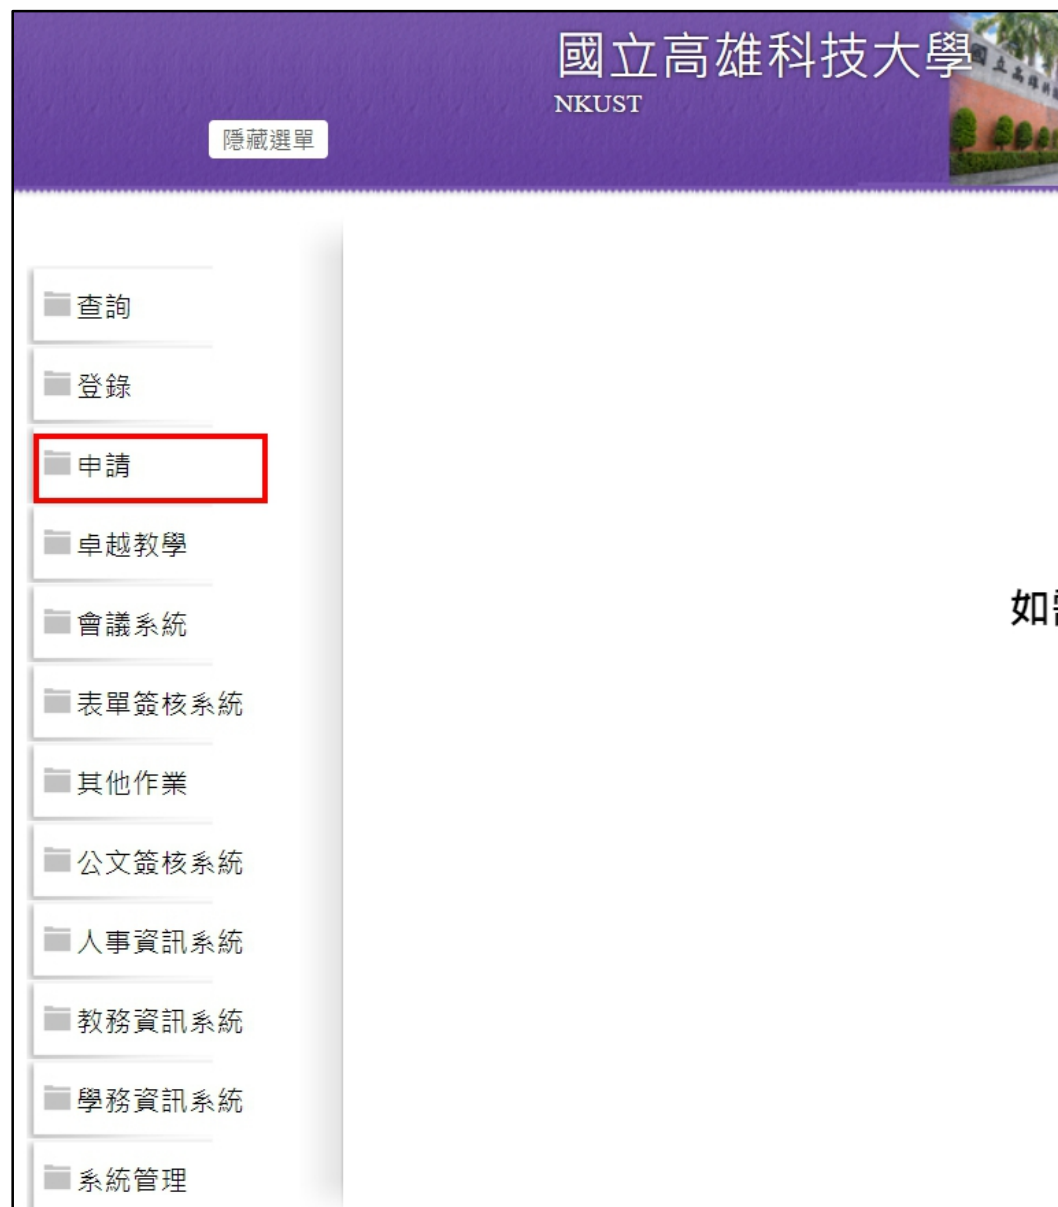 國立高雄科技大學
NKUST
隱藏選單
查詢
登錄
申請
卓越教學
會議系統
表單簽核系統
其他作業
公文簽核系統
人事資訊系統
教務資訊系統
學務資訊系統
系統管理
如